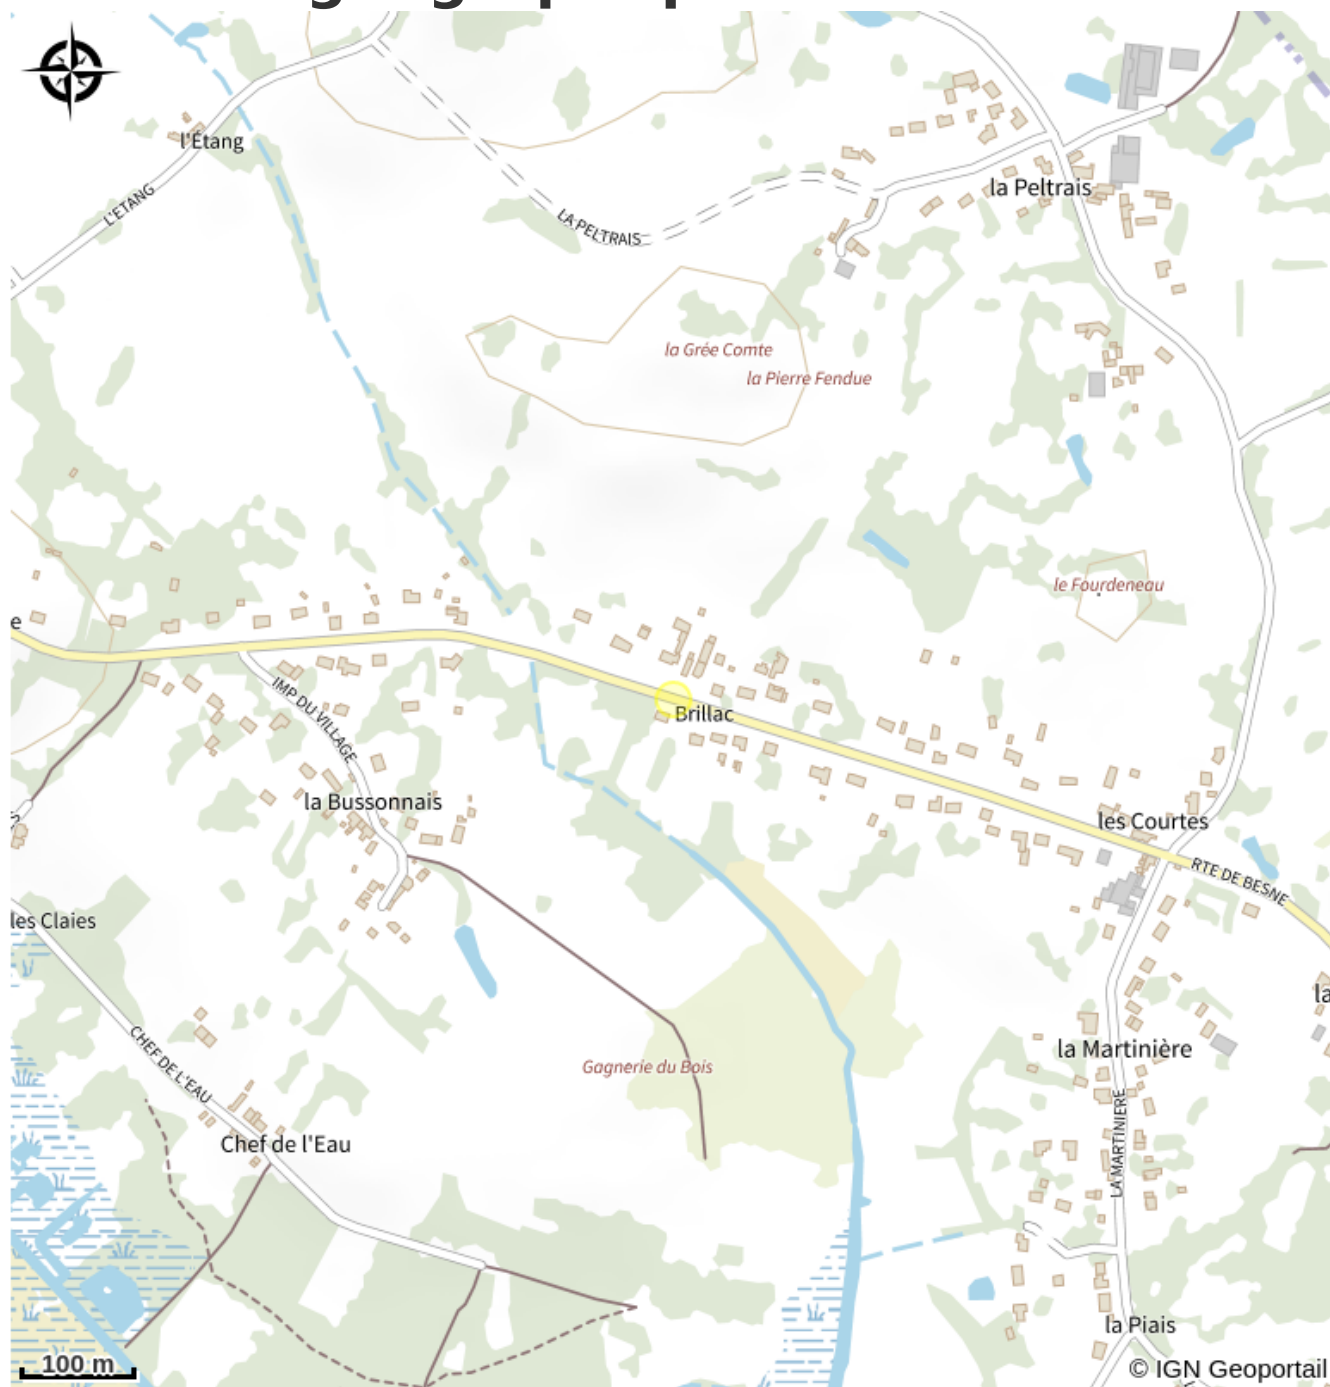 l'Étang
L'ETANG
LA PELTRAIS
la Peltrais
la Grée Comte
la Pierre Fendue
le Fourdeneau
e
IMP DU VILLAGE
Brillac
la Bussonnais
les Courtes
RTE DE BESNE
les Claies
la
CHEF DE L'EAU
la Martinière
Gagnerie du Bois
LA MARTINIERE
Chef de l'Eau
la Piais
100 m
© IGN Geoportail